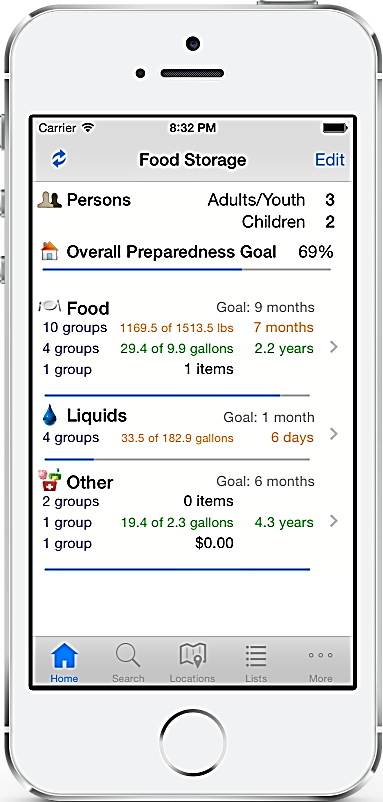 Carrier 8:32 PM
Food Storage Edit
Persons Adults/Youth 3
Children 2
Overall Preparedness Goal 69%
Food Goal: 9 months
10 groups 1169.5 of 1513.5 lbs 7 months
4 groups 29.4 of 9.9 gallons 2.2 years
1 group 1 items
Liquids Goal: 1 month
4 groups 33.5 of 182.9 gallons 6 days
Other Goal: 6 months
2 groups 0 items
1 group 19.4 of 2.3 gallons 4.3 years
1 group $0.00
Home Search Locations Lists More